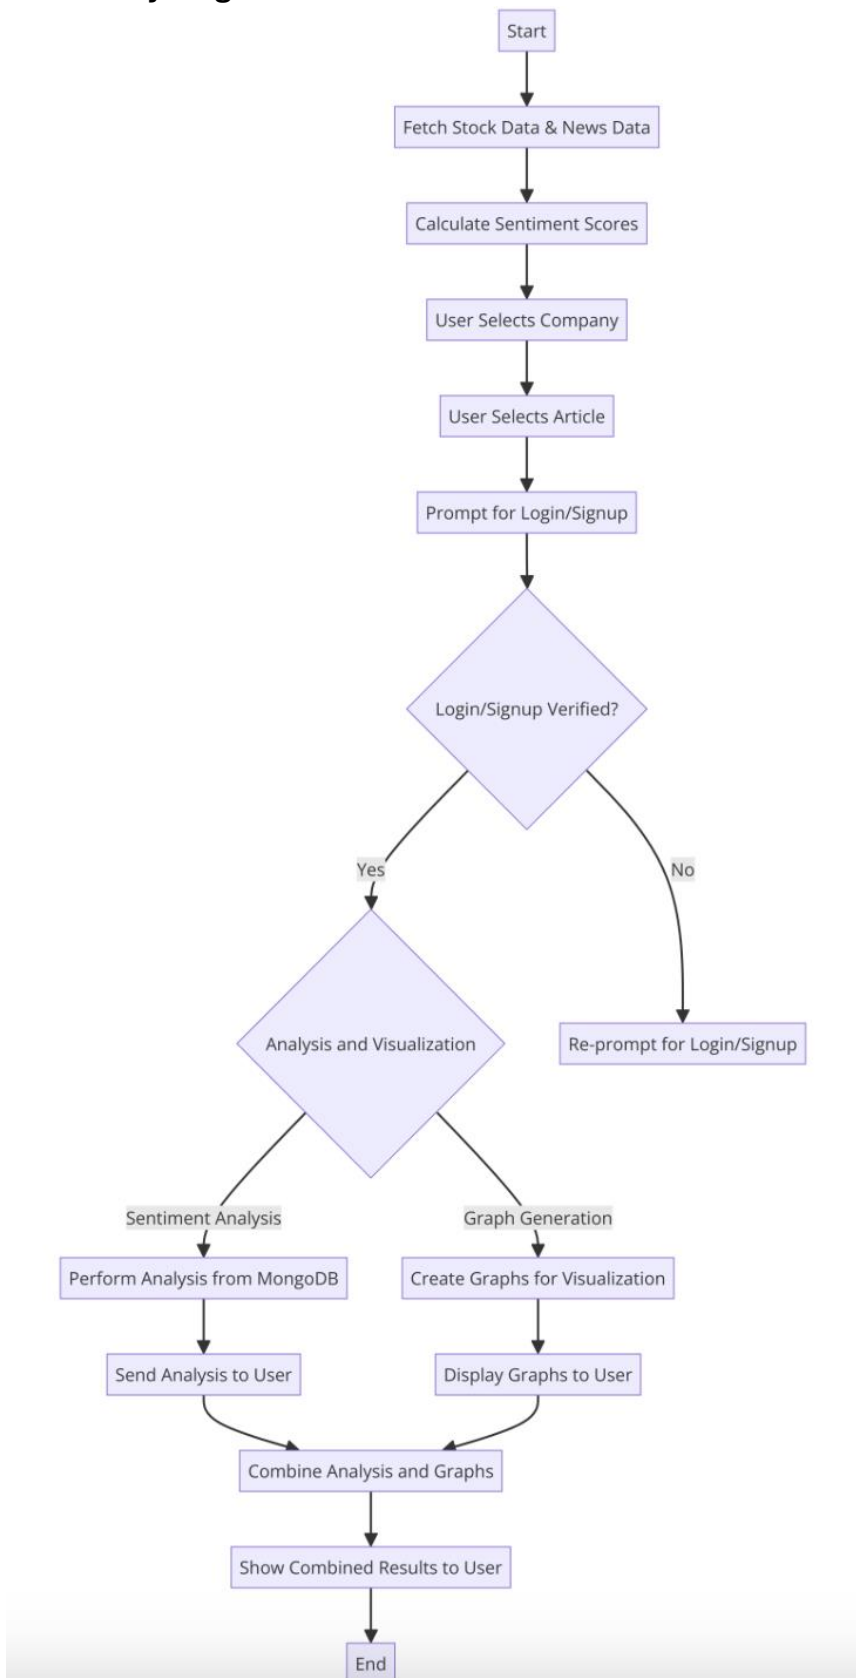 Start
Fetch Stock Data & News Data
Calculate Sentiment Scores
User Selects Company
User Selects Article
Prompt for Login/Signup
Login/Signup Verified?
Yes
No
Analysis and Visualization
Re-prompt for Login/Signup
Sentiment Analysis
Graph Generation
Perform Analysis from MongoDB
Create Graphs for Visualization
Send Analysis to User
Display Graphs to User
Combine Analysis and Graphs
Show Combined Results to User
End